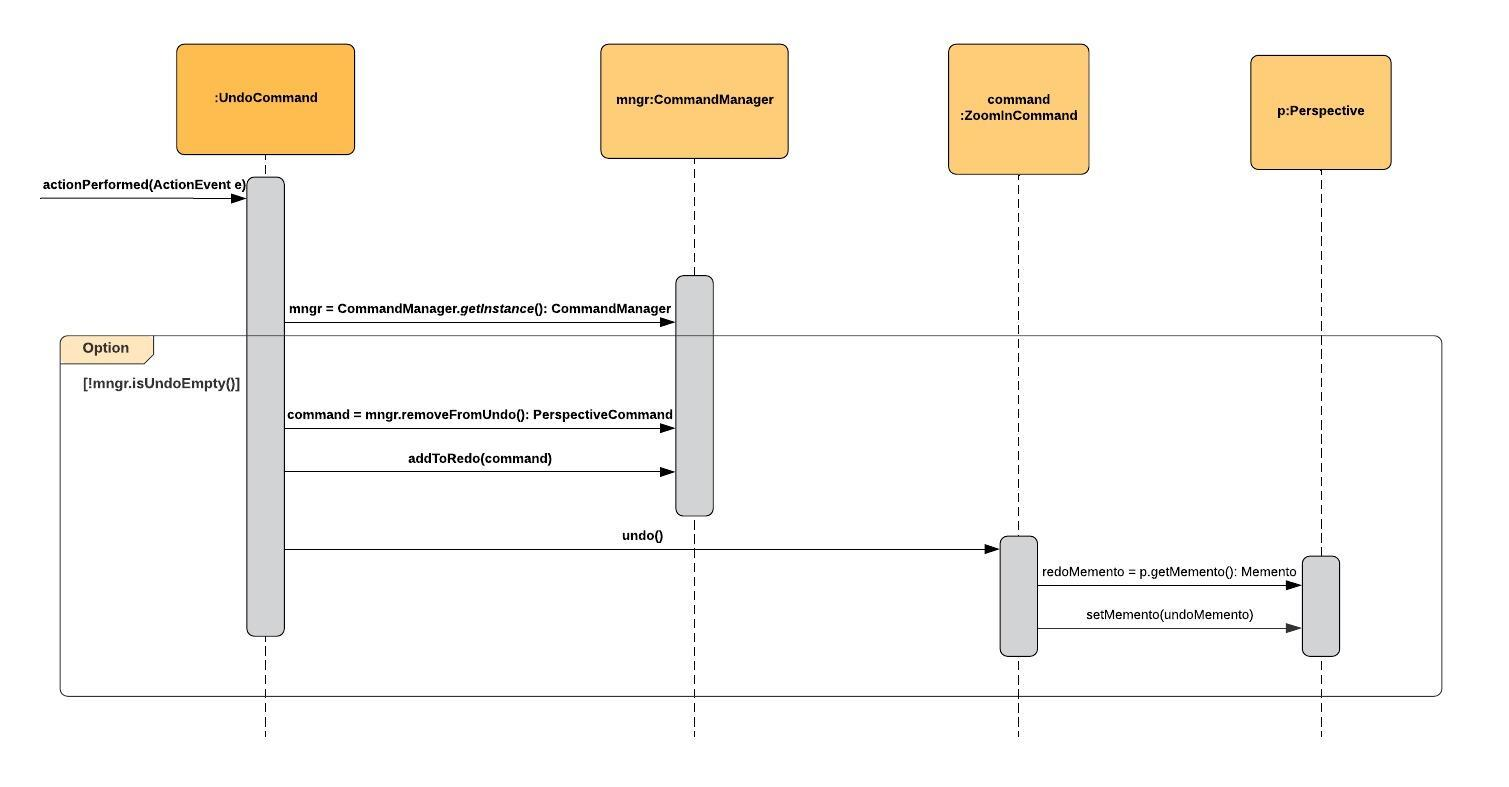 :UndoCommand
mngr:CommandManager
command
:ZoomInCommand
p:Perspective
actionPerformed(ActionEvent e)
mngr = CommandManager.getInstance(): CommandManager
Option
[!mngr.isUndoEmpty()]
command = mngr.removeFromUndo(): PerspectiveCommand
addToRedo(command)
undo()
redoMemento = p.getMemento(): Memento
setMemento(undoMemento)